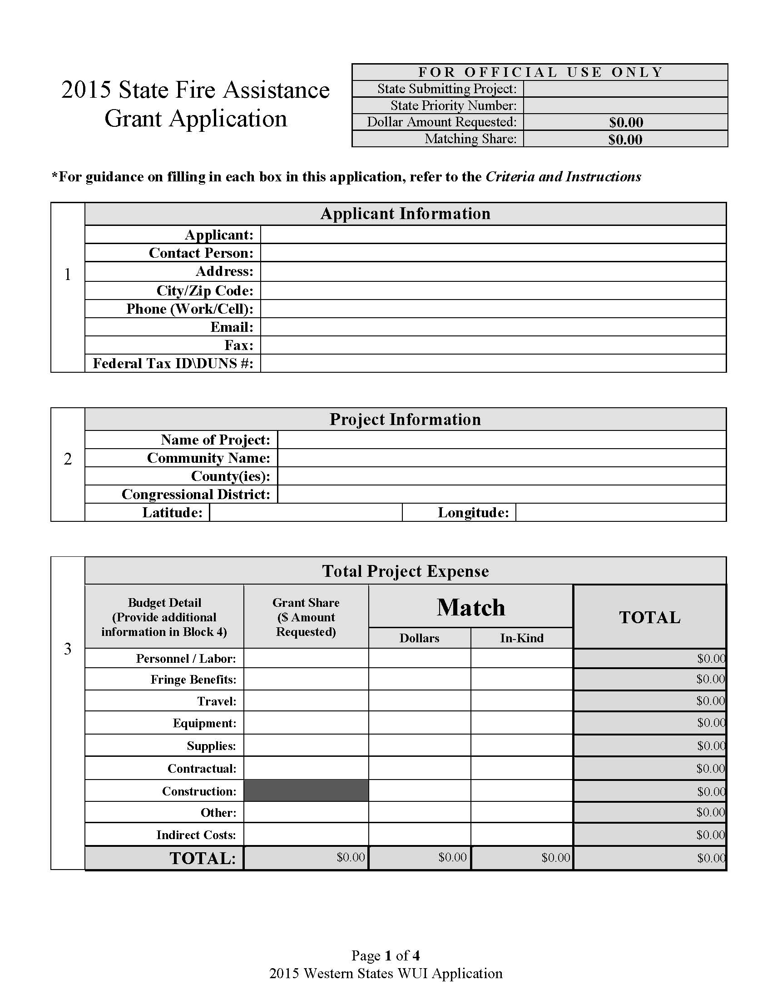 2015 State Fire Assistance
Grant Application
FOR OFFICIAL USE ONLY
State Submitting Project:
State Priority Number:
Dollar Amount Requested: $0.00
Matching Share: $0.00
*For guidance on filling in each box in this application, refer to the Criteria and Instructions
1
Applicant Information
Applicant:
Contact Person:
Address:
City/Zip Code:
Phone (Work/Cell):
Email:
Fax:
Federal Tax ID\DUNS #:
2
Project Information
Name of Project:
Community Name:
County(ies):
Congressional District:
Latitude: Longitude:
3
Total Project Expense
Budget Detail
(Provide additional
information in Block 4)
Grant Share
($ Amount
Requested)
Match
Dollars In-Kind
TOTAL
Personnel / Labor: $0.00
Fringe Benefits: $0.00
Travel: $0.00
Equipment: $0.00
Supplies: $0.00
Contractual: $0.00
Construction: $0.00
Other: $0.00
Indirect Costs: $0.00
TOTAL: $0.00 $0.00 $0.00 $0.00
Page 1 of 4
2015 Western States WUI Application